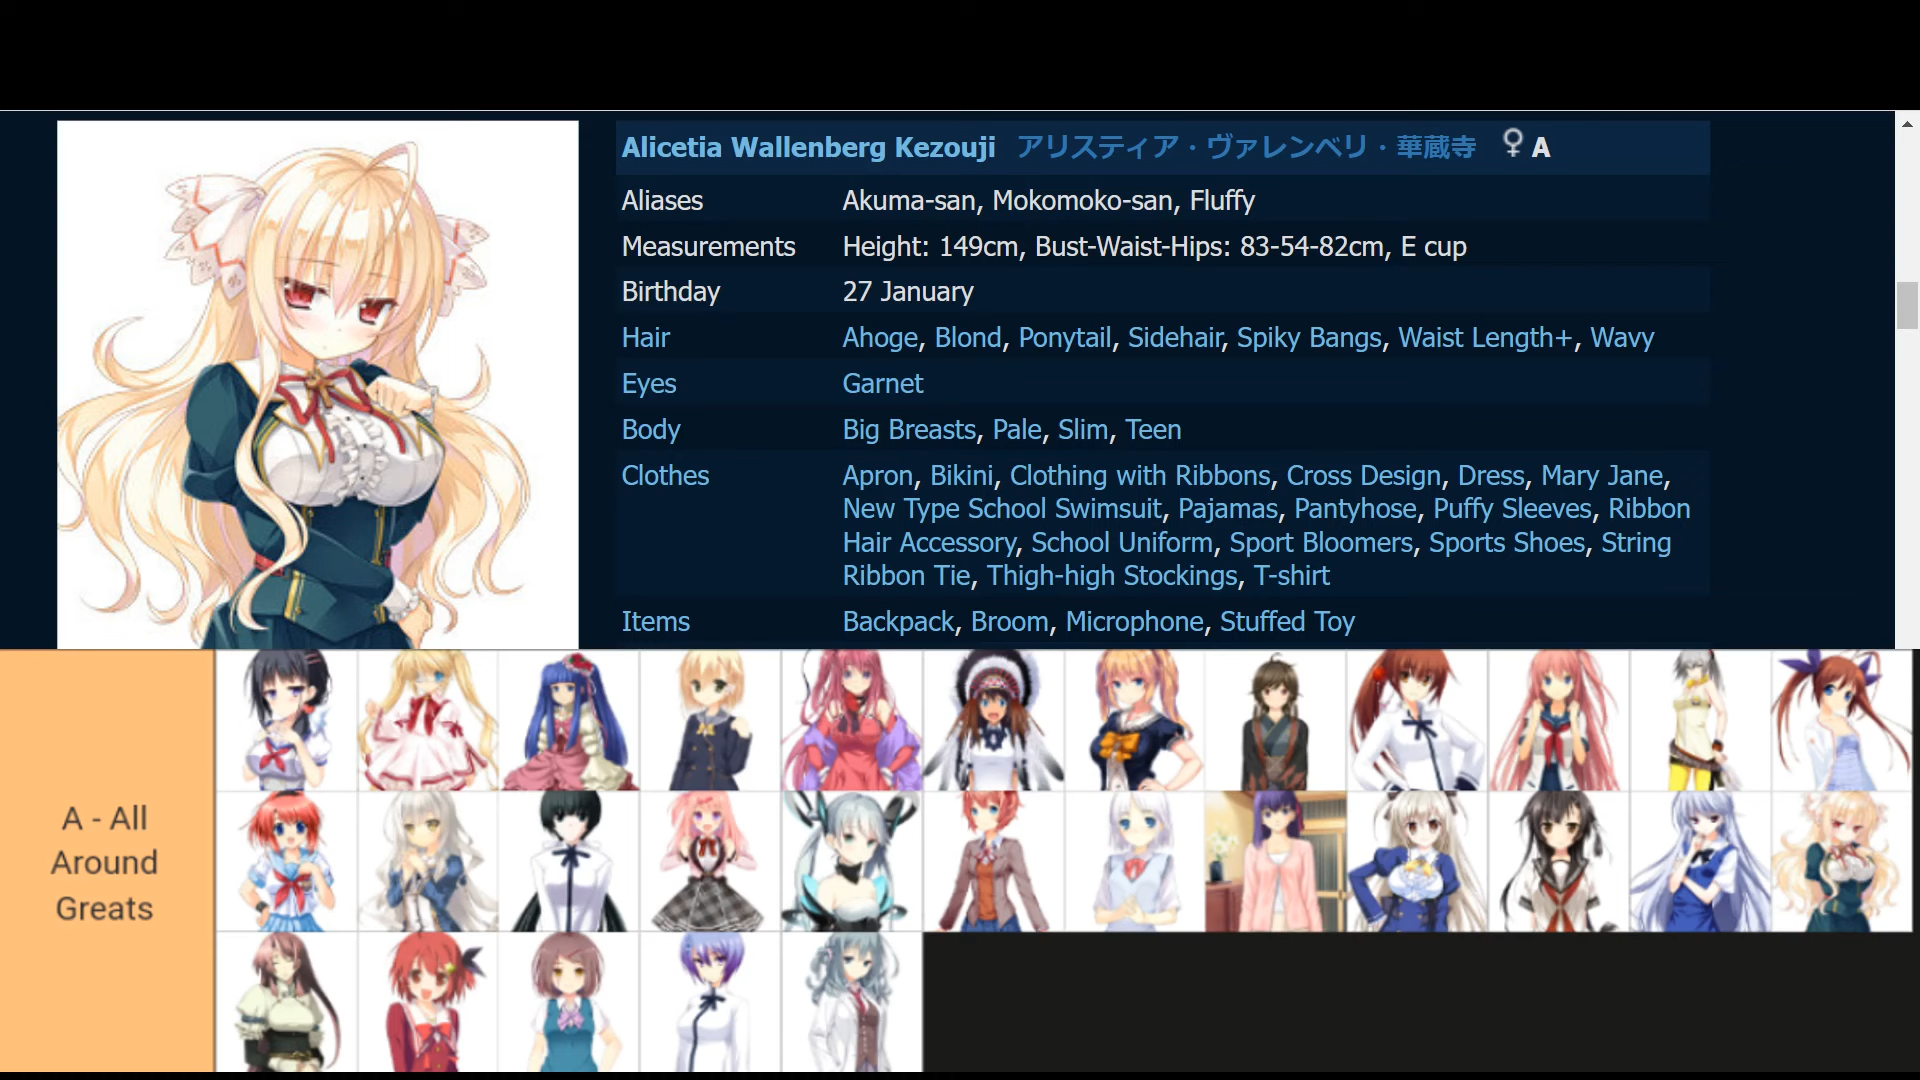 Alicetia Wallenberg Kezouji アリスティア・ヴァレンベリ・華蔵寺 ♀ A
Aliases Akuma-san, Mokomoko-san, Fluffy
Measurements Height: 149cm, Bust-Waist-Hips: 83-54-82cm, E cup
Birthday 27 January
Hair Ahoge, Blond, Ponytail, Sidehair, Spiky Bangs, Waist Length+, Wavy
Eyes Garnet
Body Big Breasts, Pale, Slim, Teen
Clothes Apron, Bikini, Clothing with Ribbons, Cross Design, Dress, Mary Jane,
New Type School Swimsuit, Pajamas, Pantyhose, Puffy Sleeves, Ribbon
Hair Accessory, School Uniform, Sport Bloomers, Sports Shoes, String
Ribbon Tie, Thigh-high Stockings, T-shirt
Items Backpack, Broom, Microphone, Stuffed Toy
A - All
Around
Greats